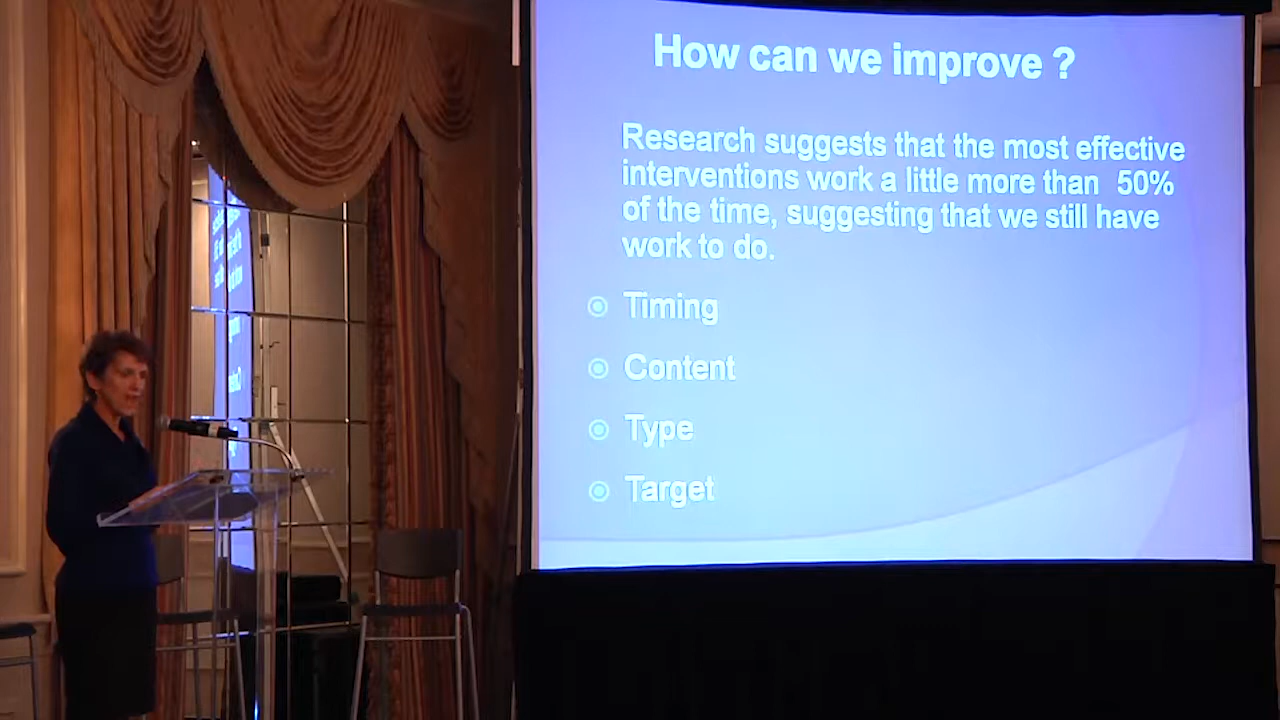 How can we improve ?
Research suggests that the most effective
interventions work a little more than 50%
of the time, suggesting that we still have
work to do.
Timing
Content
Type
Target